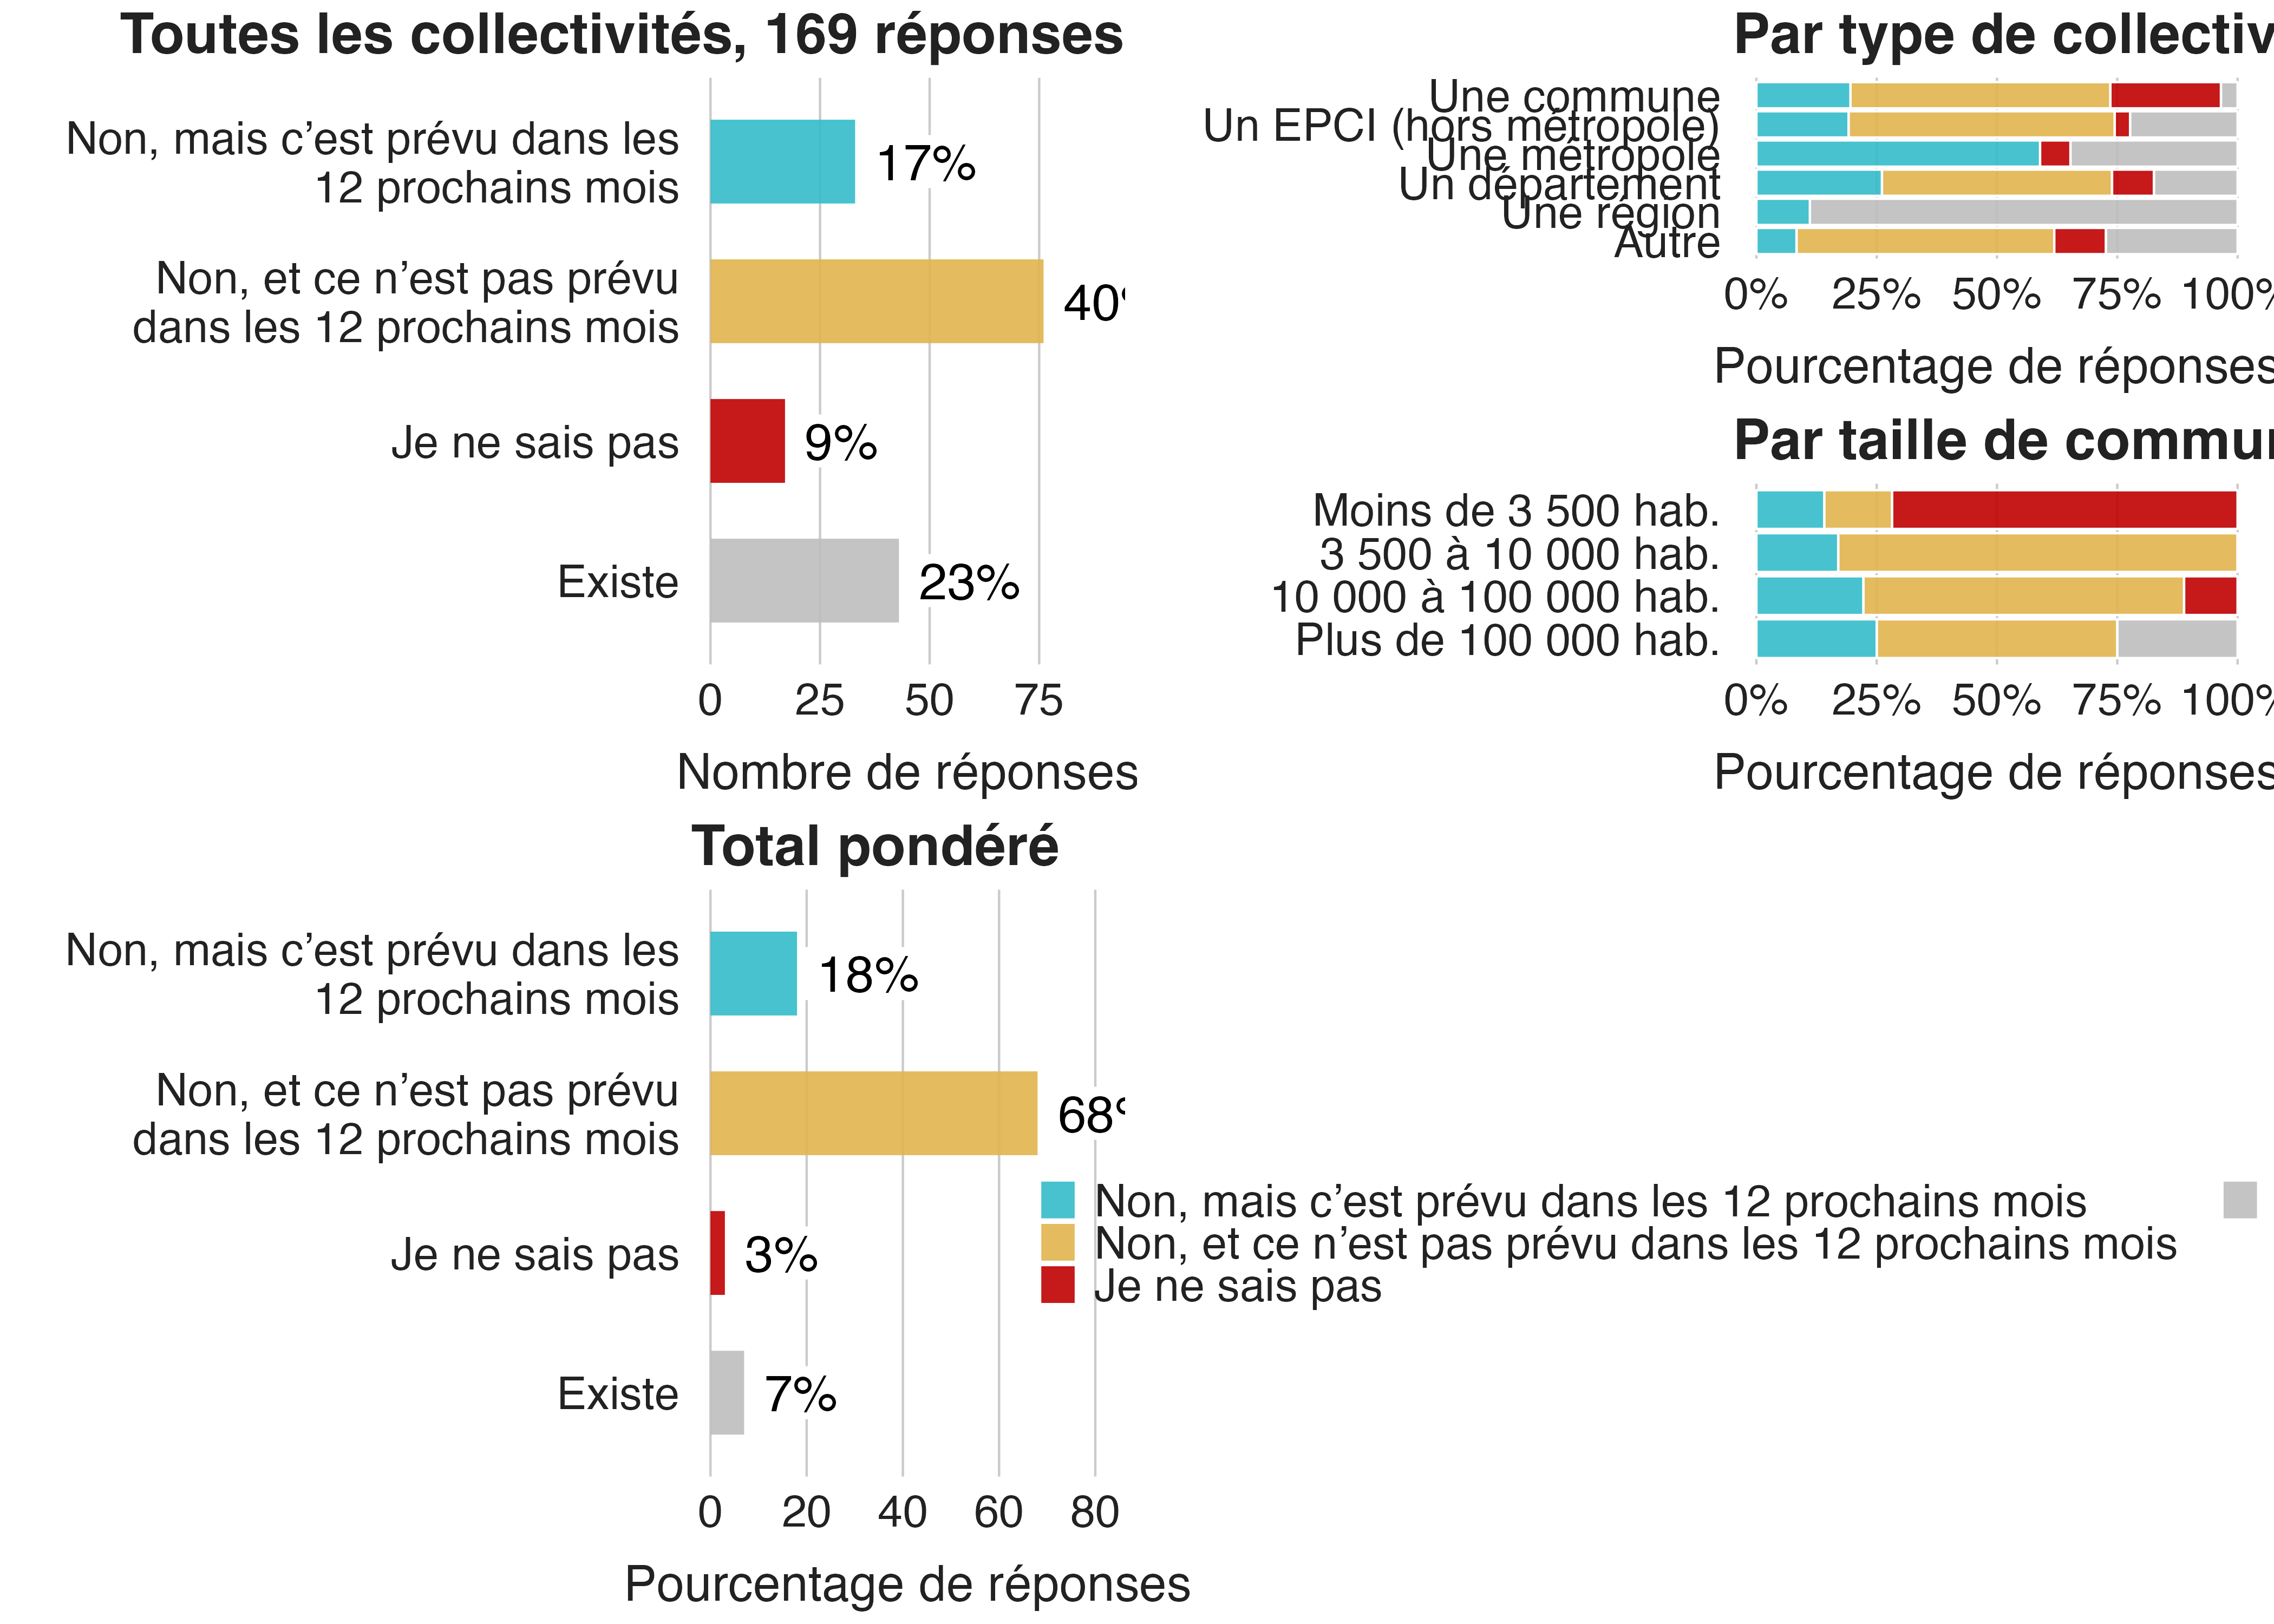 Toutes les collectivités, 169 réponses
Non, mais c’est prévu dans les
12 prochains mois
17%
Non, et ce n’est pas prévu
dans les 12 prochains mois
40
Je ne sais pas
9%
Existe
23%
0 25 50 75
Nombre de réponses
Par type de collectiv
Une commune
Un EPCI (hors métropole)
Une métropole
Un département
Une région
Autre
0% 25% 50% 75% 100%
Pourcentage de réponses
Par taille de commu
Moins de 3 500 hab.
3 500 à 10 000 hab.
10 000 à 100 000 hab.
Plus de 100 000 hab.
0% 25% 50% 75% 100%
Pourcentage de réponses
Total pondéré
Non, mais c’est prévu dans les
12 prochains mois
18%
Non, et ce n’est pas prévu
dans les 12 prochains mois
68
Je ne sais pas
3%
Existe
7%
0 20 40 60 80
Pourcentage de réponses
Non, mais c’est prévu dans les 12 prochains mois
Non, et ce n’est pas prévu dans les 12 prochains mois
Je ne sais pas